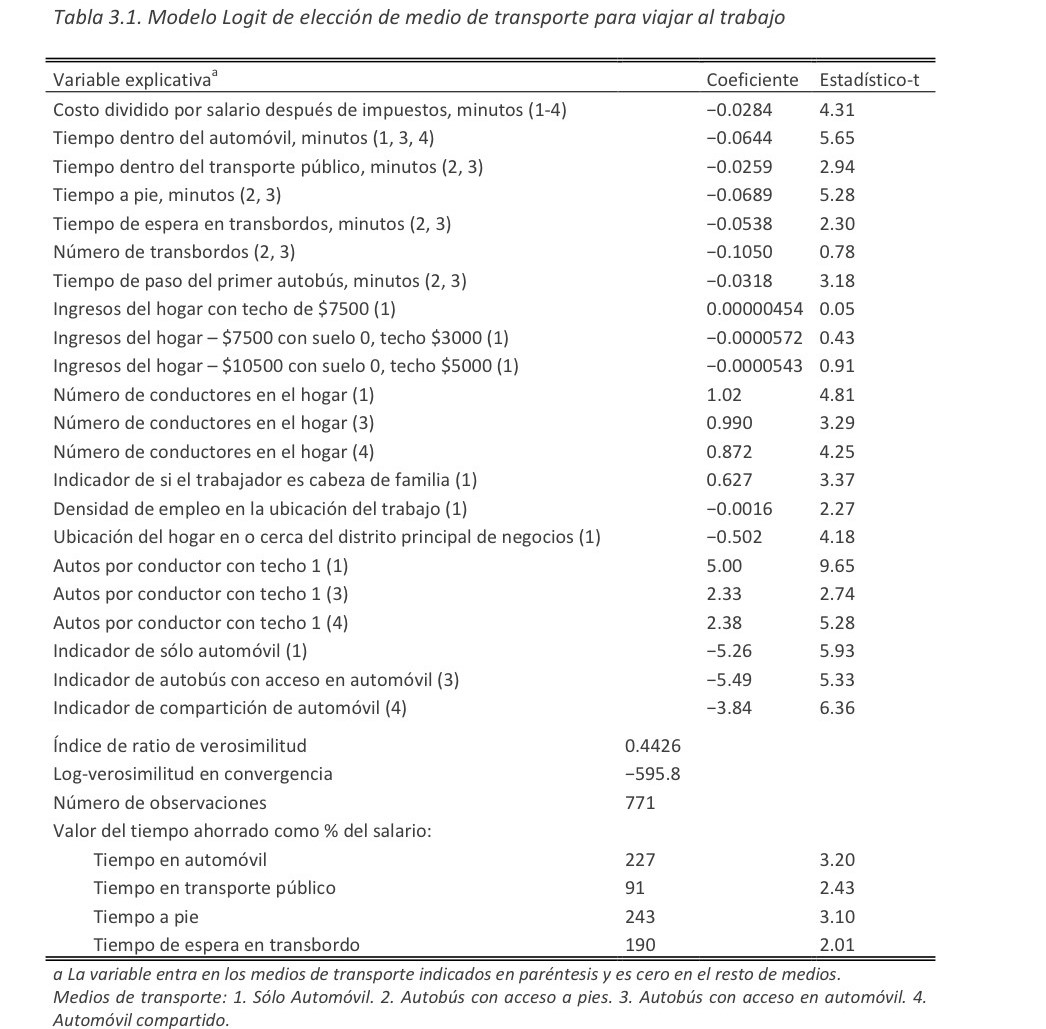 Tabla 3.1. Modelo Logit de elección de medio de transporte para viajar al trabajo
Variable explicativaa Coeficiente Estadístico-t
Costo dividido por salario después de impuestos, minutos (1-4) −0.0284 4.31
Tiempo dentro del automóvil, minutos (1, 3, 4) −0.0644 5.65
Tiempo dentro del transporte público, minutos (2, 3) −0.0259 2.94
Tiempo a pie, minutos (2, 3) −0.0689 5.28
Tiempo de espera en transbordos, minutos (2, 3) −0.0538 2.30
Número de transbordos (2, 3) −0.1050 0.78
Tiempo de paso del primer autobús, minutos (2, 3) −0.0318 3.18
Ingresos del hogar con techo de $7500 (1) 0.00000454 0.05
Ingresos del hogar – $7500 con suelo 0, techo $3000 (1) −0.0000572 0.43
Ingresos del hogar – $10500 con suelo 0, techo $5000 (1) −0.0000543 0.91
Número de conductores en el hogar (1) 1.02 4.81
Número de conductores en el hogar (3) 0.990 3.29
Número de conductores en el hogar (4) 0.872 4.25
Indicador de si el trabajador es cabeza de familia (1) 0.627 3.37
Densidad de empleo en la ubicación del trabajo (1) −0.0016 2.27
Ubicación del hogar en o cerca del distrito principal de negocios (1) −0.502 4.18
Autos por conductor con techo 1 (1) 5.00 9.65
Autos por conductor con techo 1 (3) 2.33 2.74
Autos por conductor con techo 1 (4) 2.38 5.28
Indicador de sólo automóvil (1) −5.26 5.93
Indicador de autobús con acceso en automóvil (3) −5.49 5.33
Indicador de compartición de automóvil (4) −3.84 6.36
Índice de ratio de verosimilitud 0.4426
Log-verosimilitud en convergencia −595.8
Número de observaciones 771
Valor del tiempo ahorrado como % del salario:
Tiempo en automóvil 227 3.20
Tiempo en transporte público 91 2.43
Tiempo a pie 243 3.10
Tiempo de espera en transbordo 190 2.01
a La variable entra en los medios de transporte indicados en paréntesis y es cero en el resto de medios.
Medios de transporte: 1. Sólo Automóvil. 2. Autobús con acceso a pies. 3. Autobús con acceso en automóvil. 4.
Automóvil compartido.